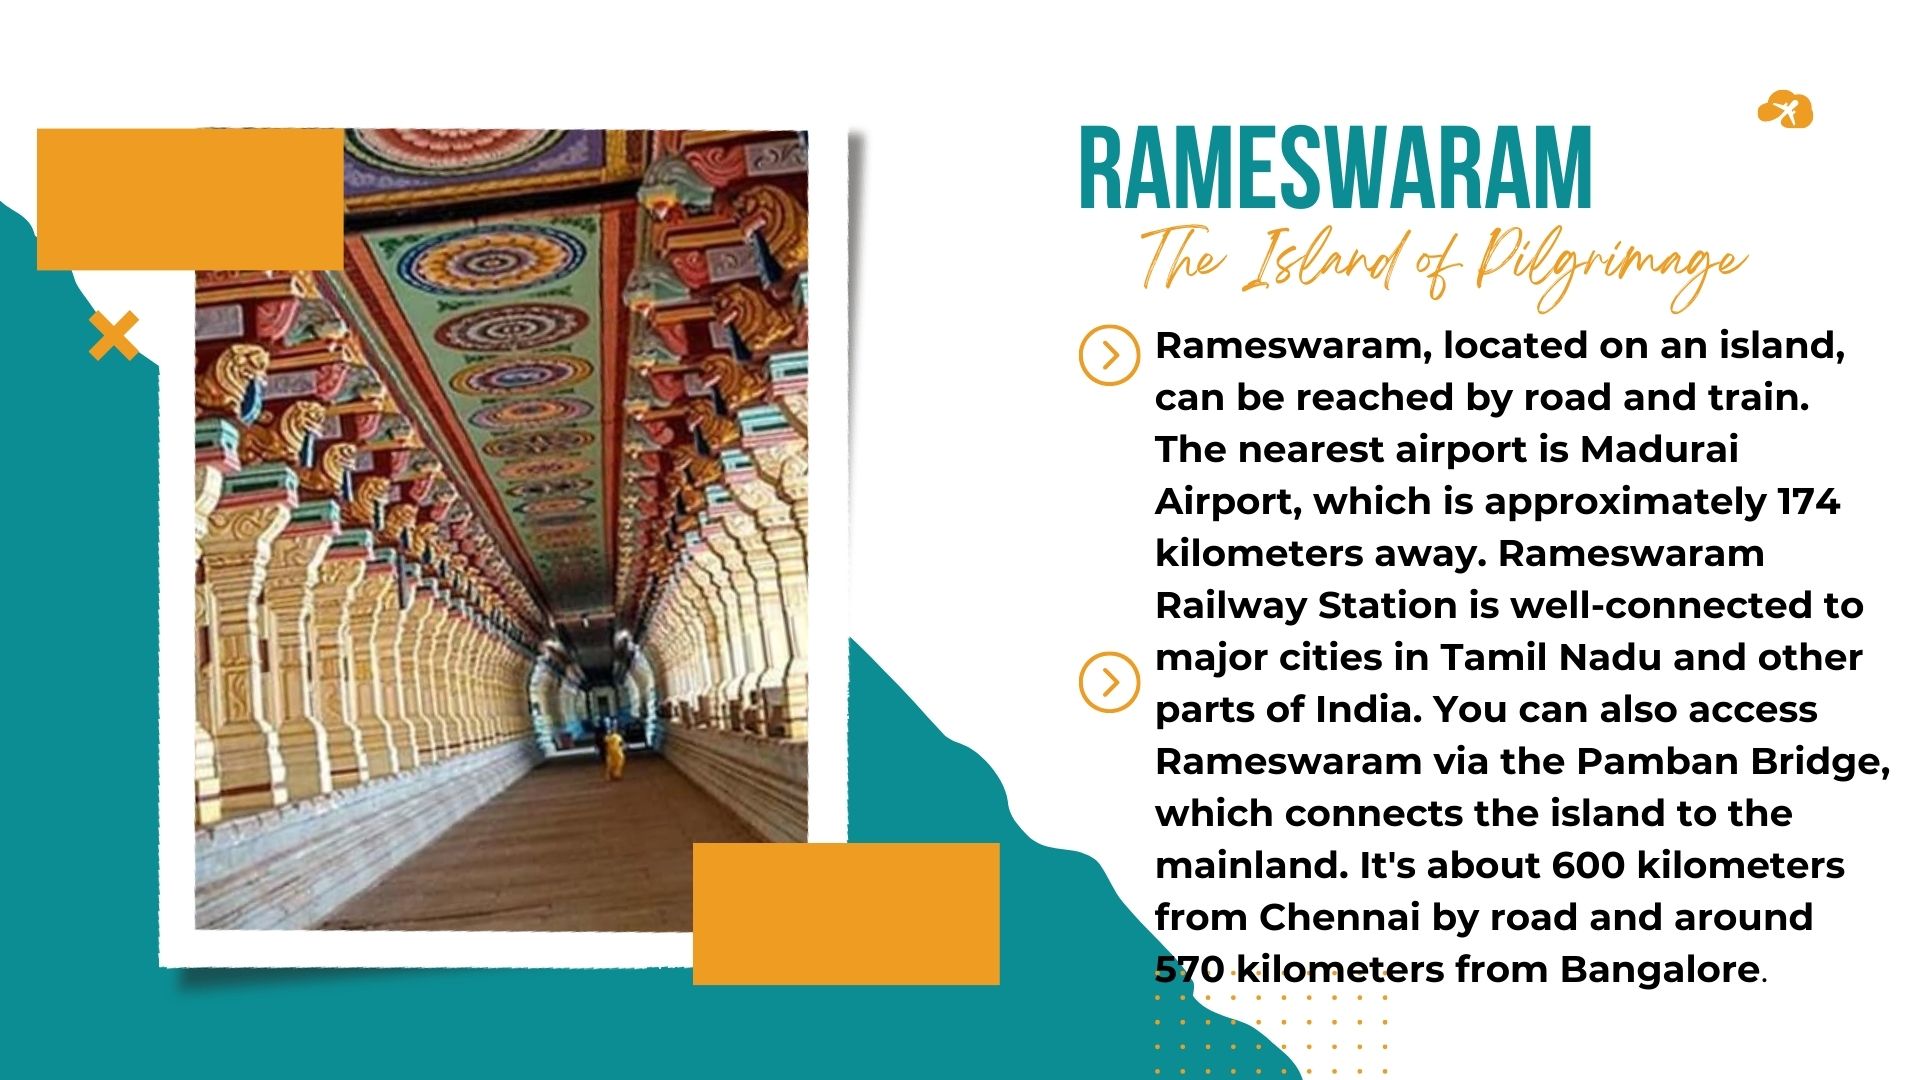 RAMESWARAM
The Island of Pilgrimage
Rameswaram, located on an island,
can be reached by road and train.
The nearest airport is Madurai
Airport, which is approximately 174
kilometers away. Rameswaram
Railway Station is well-connected to
major cities in Tamil Nadu and other
parts of India. You can also access
Rameswaram via the Pamban Bridge,
which connects the island to the
mainland. It's about 600 kilometers
from Chennai by road and around
570 kilometers from Bangalore.